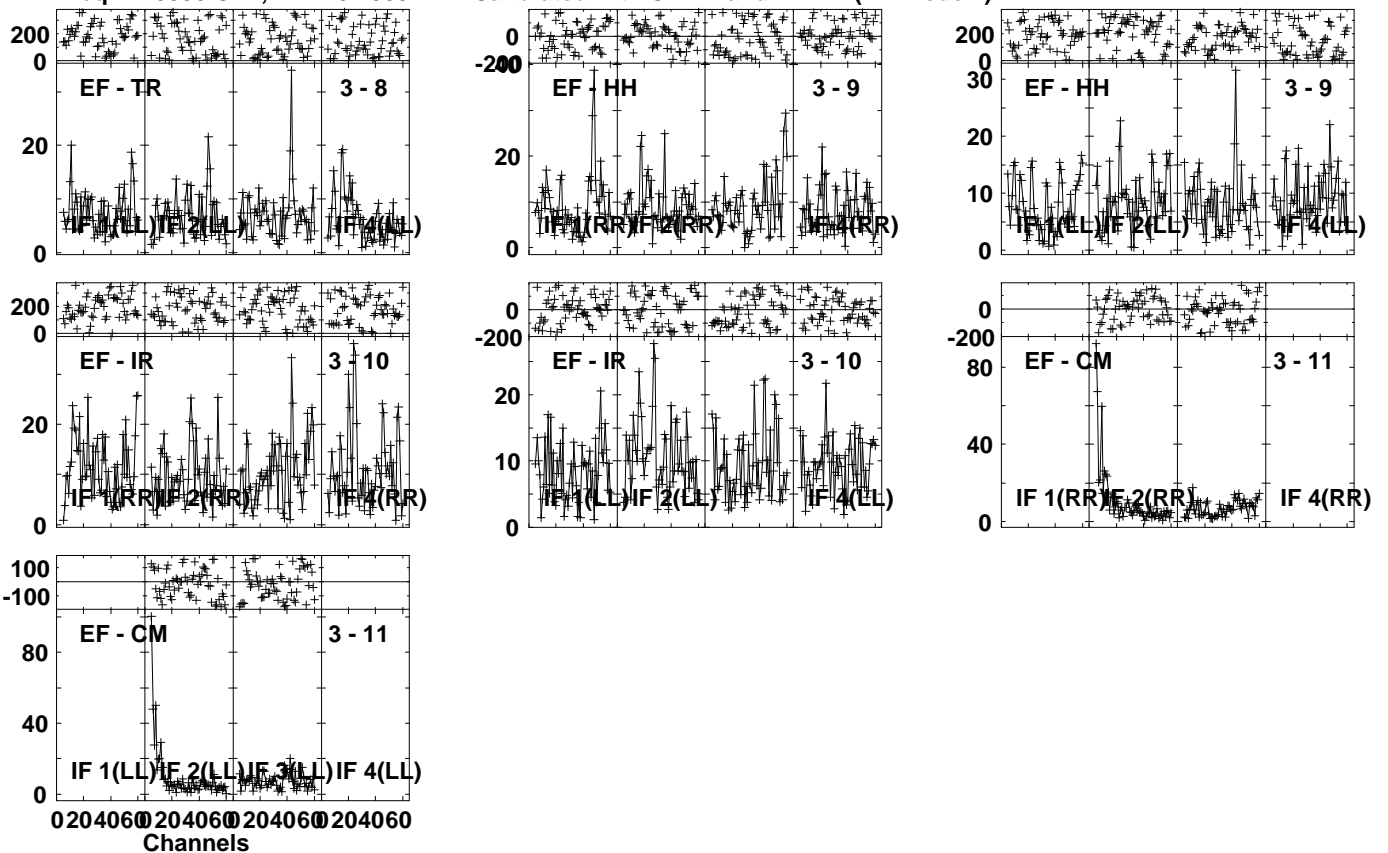 200
0
EF - TR
3 - 8
20
IF 1(LL)
IF 2(LL)
IF 4(LL)
0
0
-200
40
EF - HH
3 - 9
20
IF 1(RR)
IF 2(RR)
IF 4(RR)
0
200
0
30
EF - HH
3 - 9
20
10
IF 1(LL)
IF 2(LL)
IF 4(LL)
0
200
0
EF - IR
3 - 10
20
IF 1(RR)
IF 2(RR)
IF 4(RR)
0
0
-200
EF - IR
3 - 10
20
10
IF 1(LL)
IF 2(LL)
IF 4(LL)
0
0
-200
EF - CM
3 - 11
80
40
IF 1(RR)
IF 2(RR)
IF 4(RR)
0
100
-100
EF - CM
3 - 11
80
40
IF 1(LL)
IF 2(LL)
IF 3(LL)
IF 4(LL)
0
0 20 40 60 0 20 40 60 0 20 40 60 0 20 40 60
Channels